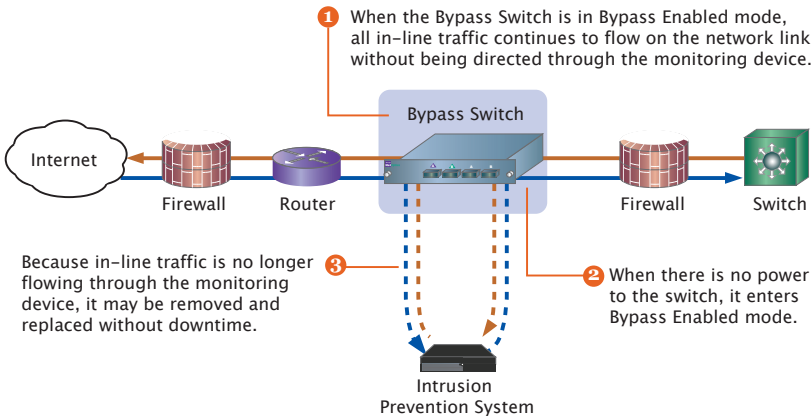 1 When the Bypass Switch is in Bypass Enabled mode,
all in-line traffic continues to flow on the network link
without being directed through the monitoring device.
Bypass Switch
Internet
Firewall
Router
Firewall
Switch
Because in-line traffic is no longer
flowing through the monitoring
device, it may be removed and
replaced without downtime.
3
2 When there is no power
to the switch, it enters
Bypass Enabled mode.
Intrusion
Prevention System